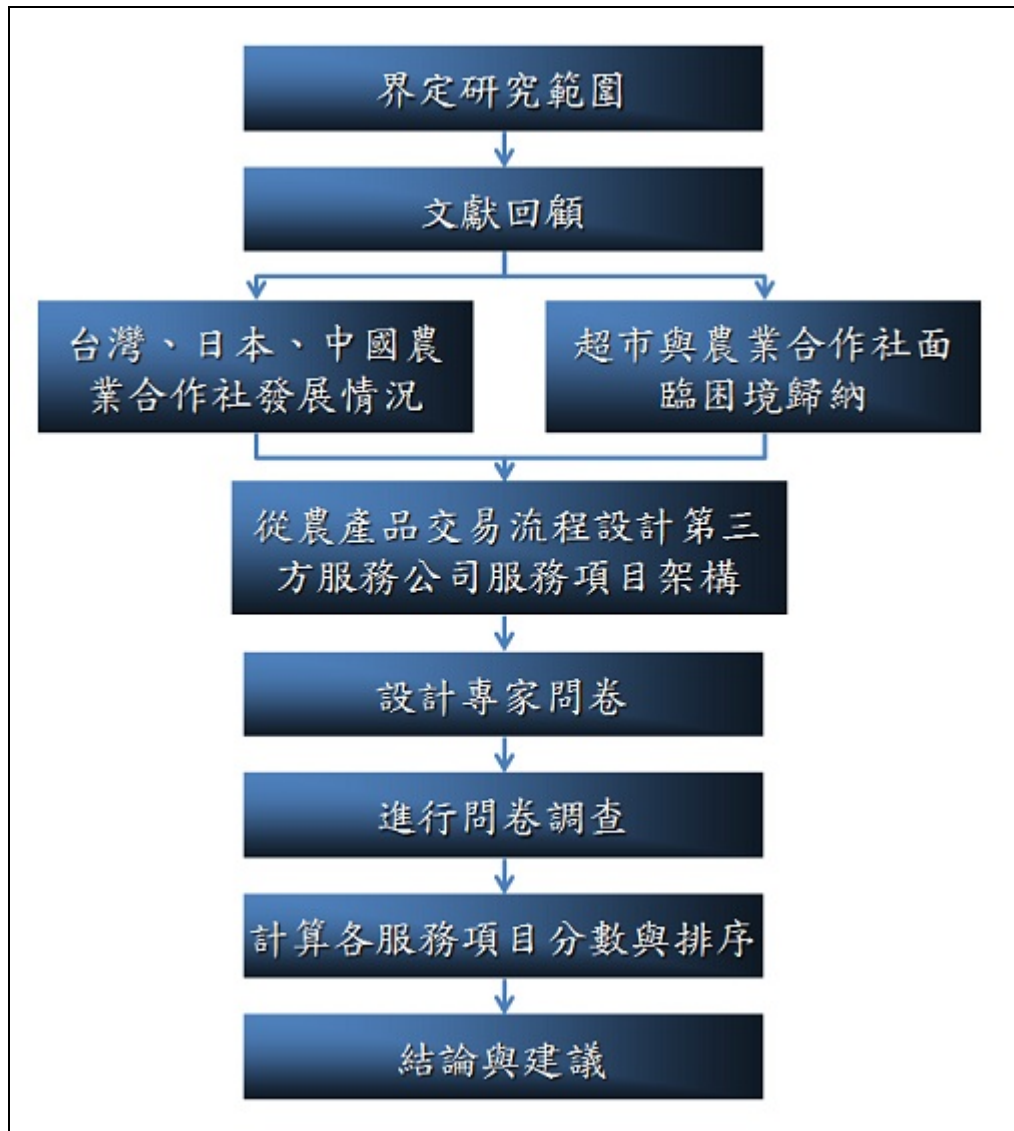 界定研究範圍
文獻回顧
台灣、日本、中國農
業合作社發展情況
超市與農業合作社面
臨困境歸納
從農產品交易流程設計第三
方服務公司服務項目架構
設計專家問卷
進行問卷調查
計算各服務項目分數與排序
結論與建議